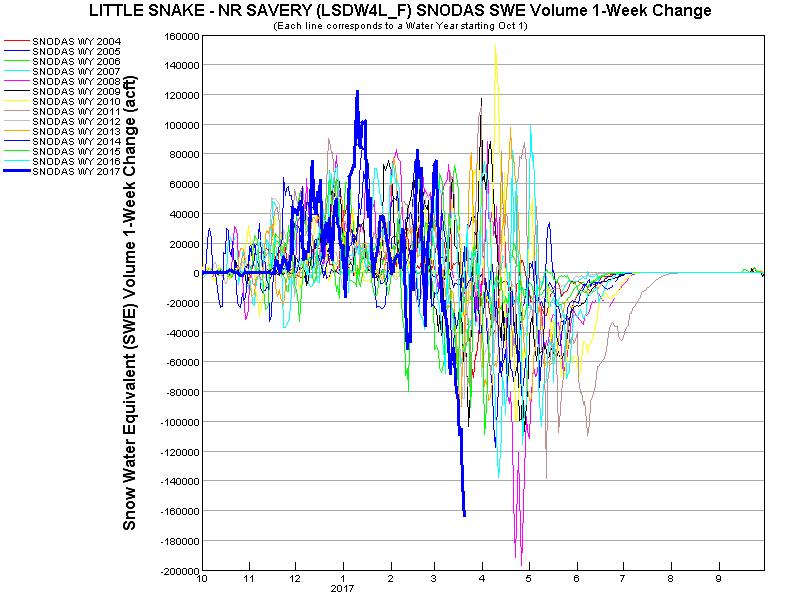 LITTLE SNAKE - NR SAVERY (LSDW4L_F) SNODAS SWE Volume 1-Week Change
(Each line corresponds to a Water Year starting Oct 1)
SNODAS WY 2004
SNODAS WY 2005
SNODAS WY 2006
SNODAS WY 2007
SNODAS WY 2008
SNODAS WY 2009
SNODAS WY 2010
SNODAS WY 2011
SNODAS WY 2012
SNODAS WY 2013
SNODAS WY 2014
SNODAS WY 2015
SNODAS WY 2016
SNODAS WY 2017
Snow Water Equivalent (SWE) Volume 1-Week Change (acft)
160000
140000
120000
100000
80000
60000
40000
20000
0
-20000
-40000
-60000
-80000
-100000
-120000
-140000
-160000
-180000
-200000
10 11 12 1 2 3 4 5 6 7 8 9
2017